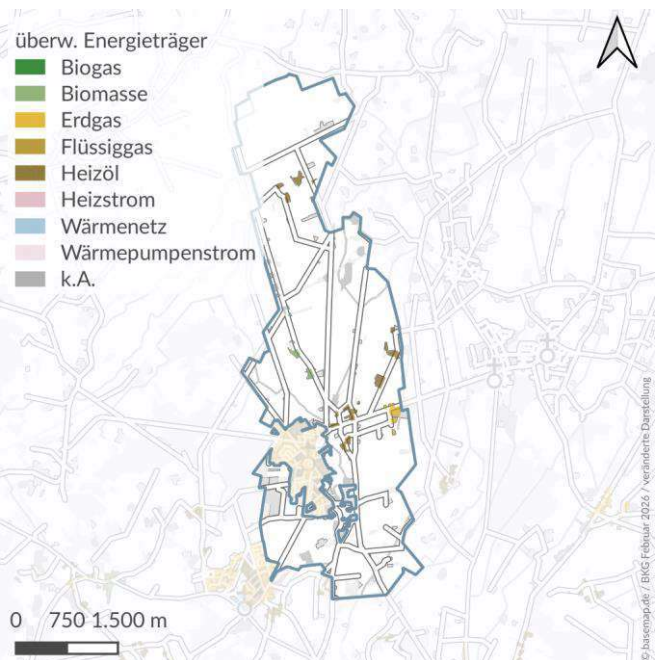 überw. Energieträger
Biogas
Biomasse
Erdgas
Flüssiggas
Heizöl
Heizstrom
Wärmenetz
Wärmepumpenstrom
k.A.
0 750 1.500 m
© basemap.de / BKG Februar 2026 / veränderte Darstellung